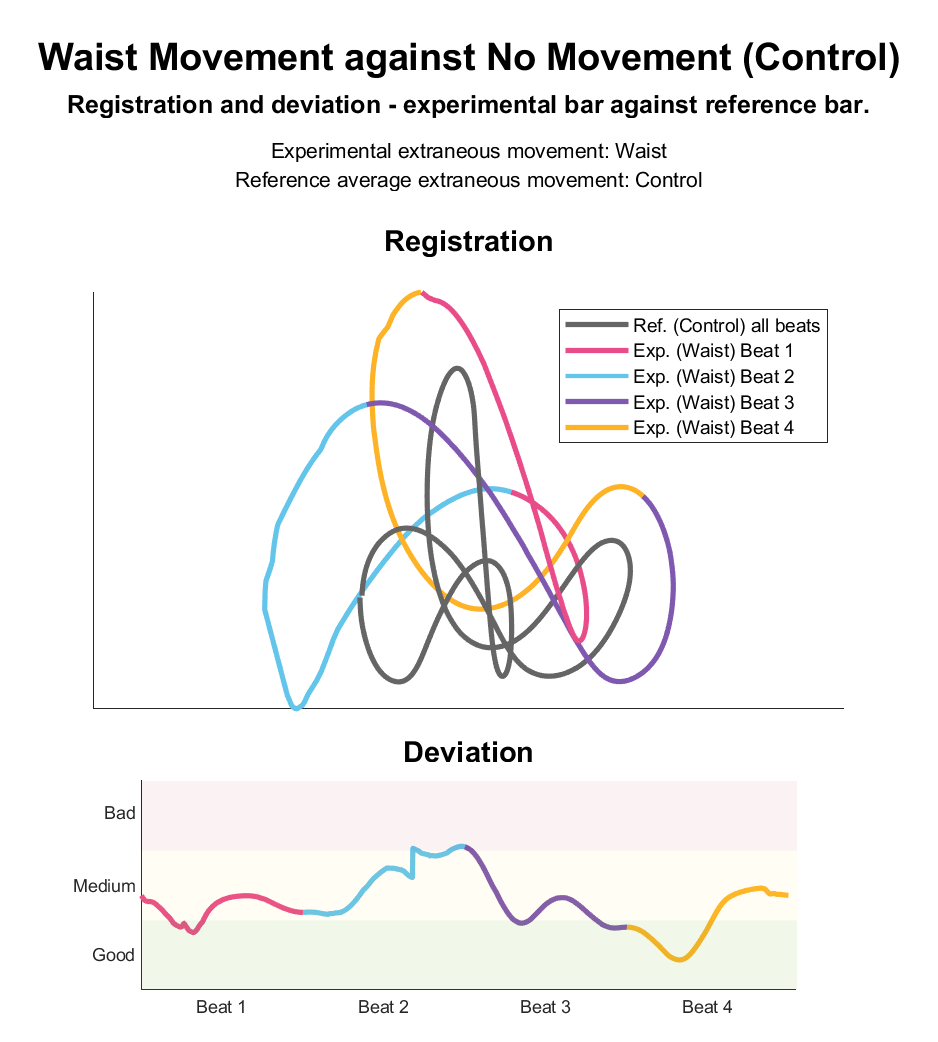 Waist Movement against No Movement (Control)
Registration and deviation - experimental bar against reference bar.
Experimental extraneous movement: Waist
Reference average extraneous movement: Control
Registration
Ref. (Control) all beats
Exp. (Waist) Beat 1
Exp. (Waist) Beat 2
Exp. (Waist) Beat 3
Exp. (Waist) Beat 4
Deviation
Bad
Medium
Good
Beat 1 Beat 2 Beat 3 Beat 4